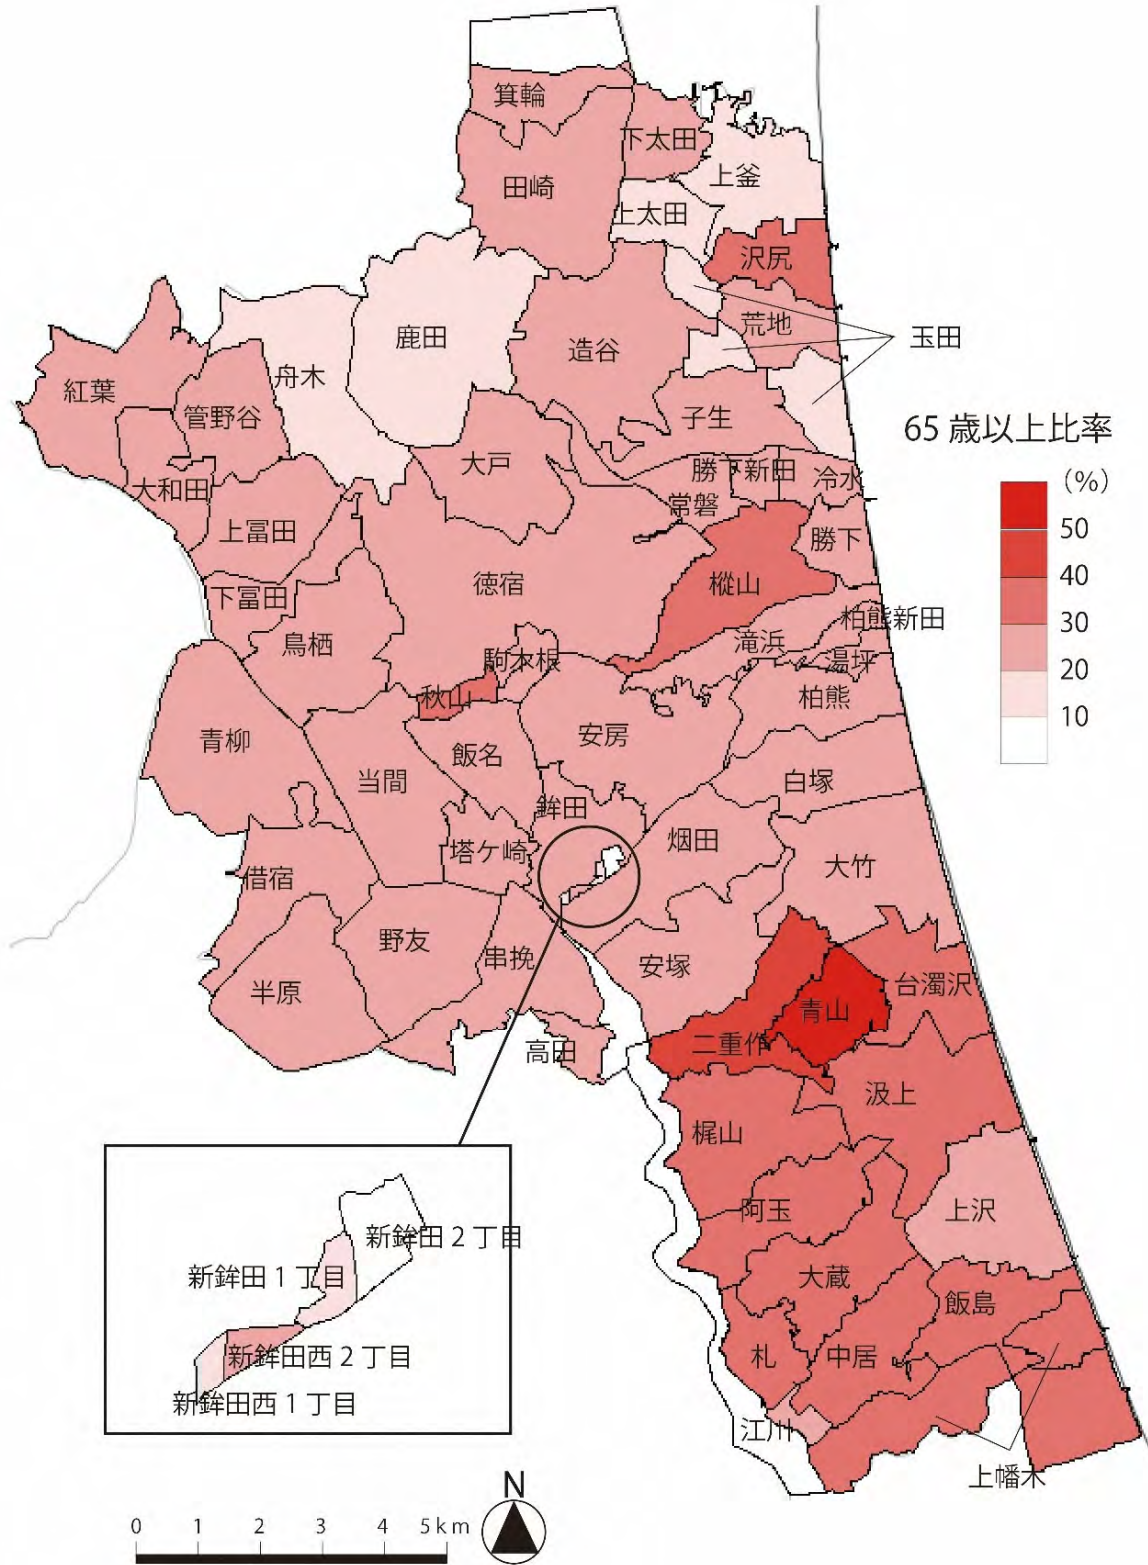 箕輪
下太田
田崎
上釜
上太田
沢尻
荒地
鹿田
造谷
玉田
舟木
紅葉
管野谷
子生
65 歳以上比率
(%)
50
40
30
20
10
大戸
勝下新田
冷水
大和田
常磐
上冨田
勝下
徳宿
樅山
下冨田
柏熊新田
鳥栖
滝浜
駒木根
湯坪
秋山
柏熊
青柳
安房
飯名
当間
白塚
鉾田
烟田
塔ケ崎
大竹
借宿
野友
串挽
安塚
半原
台濁沢
青山
二重作
高田
汲上
梶山
阿玉
上沢
大蔵
飯島
札
中居
江川
上幡木
新鉾田 2 丁目
新鉾田 1 丁目
新鉾田西 2 丁目
新鉾田西 1 丁目
N
0 1 2 3 4 5 km